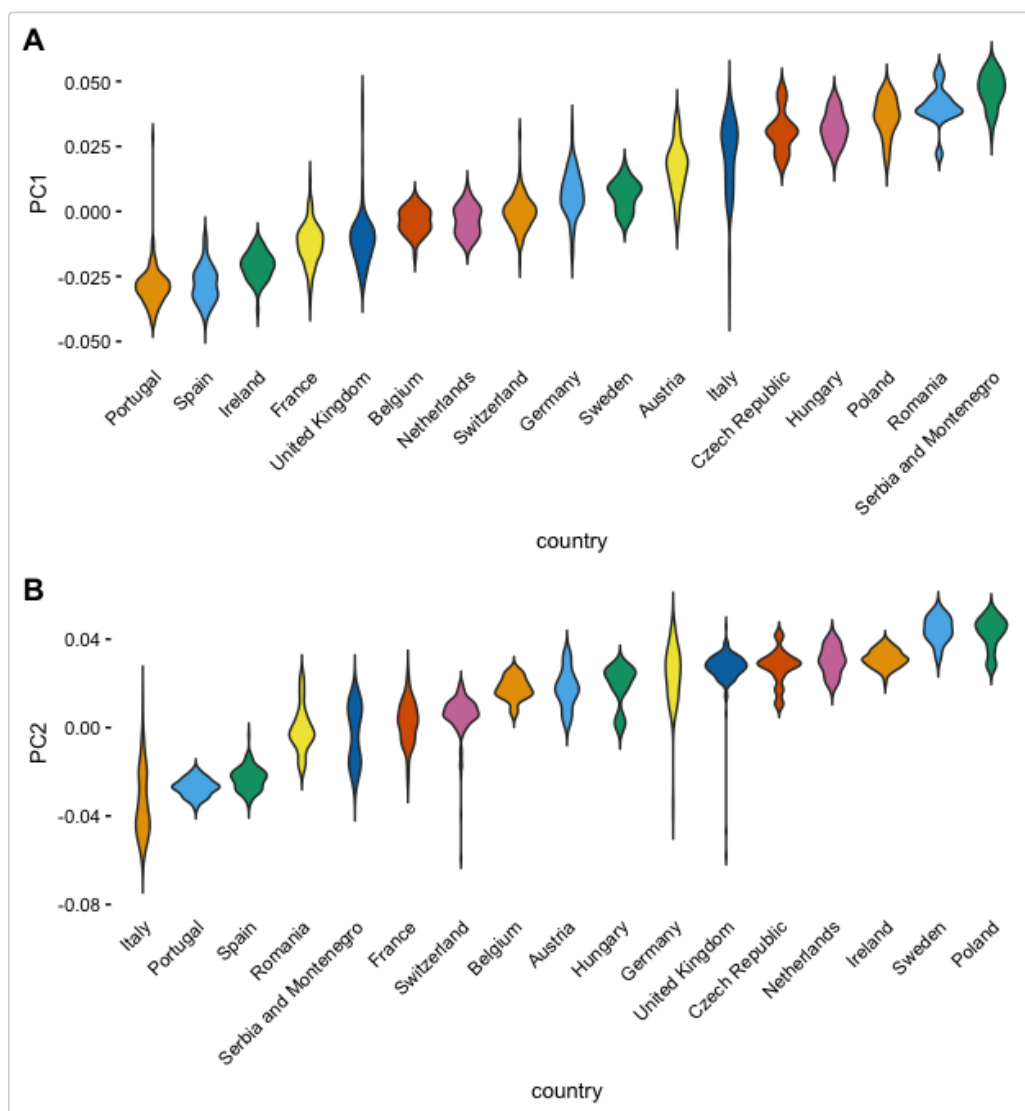 A
PC1
0.050
0.025
0.000
-0.025
-0.050
Portugal
Spain
Ireland
France
United Kingdom
Belgium
Netherlands
Switzerland
Germany
Sweden
Austria
Italy
Czech Republic
Hungary
Poland
Romania
Serbia and Montenegro
country
B
PC2
0.04
0.00
-0.04
-0.08
Italy
Portugal
Spain
Romania
Serbia and Montenegro
France
Switzerland
Belgium
Austria
Hungary
Germany
United Kingdom
Czech Republic
Netherlands
Ireland
Sweden
Poland
country